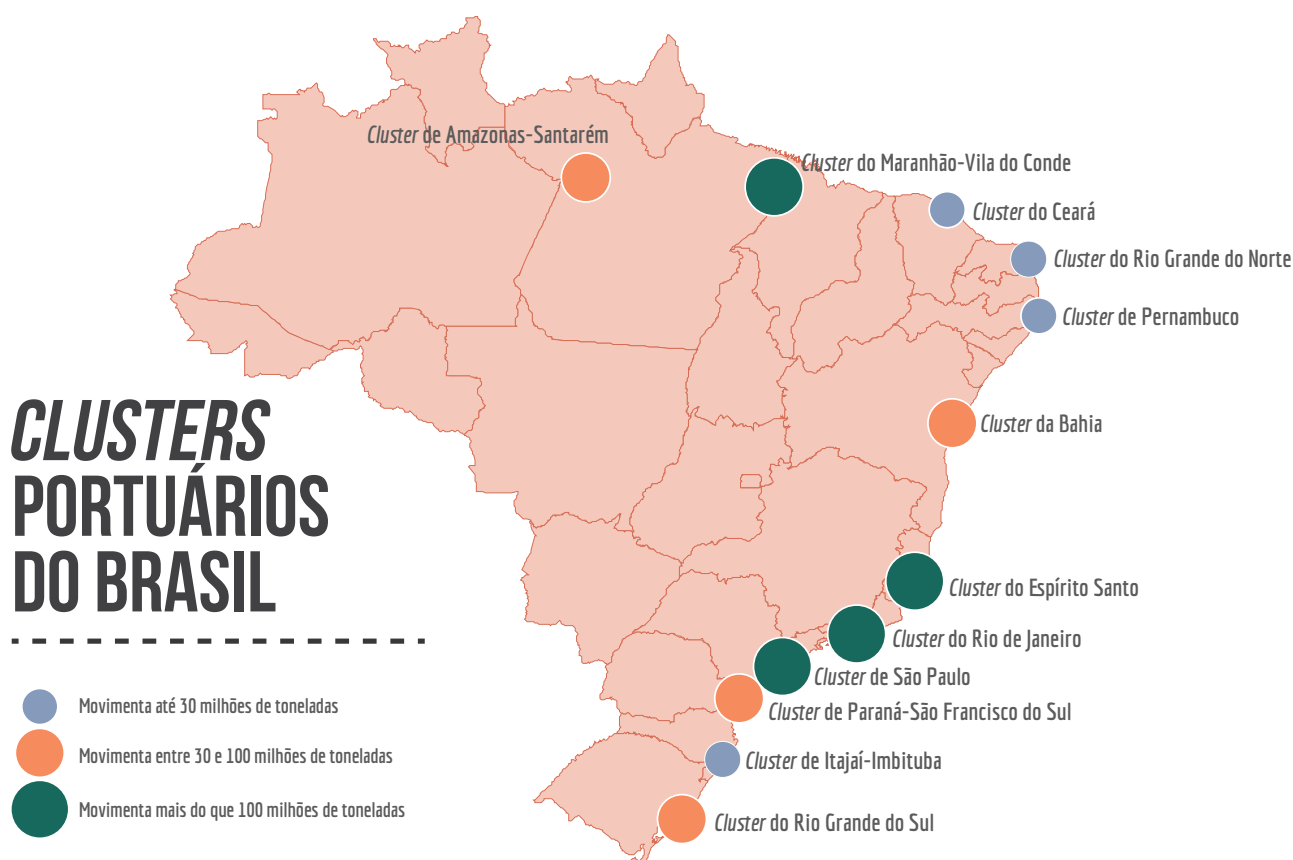 Cluster de Amazonas-Santarém
Cluster do Maranhão-Vila do Conde
Cluster do Ceará
Cluster do Rio Grande do Norte
Cluster de Pernambuco
Cluster da Bahia
CLUSTERS
PORTUÁRIOS
DO BRASIL
Cluster do Espírito Santo
Cluster do Rio de Janeiro
Cluster de São Paulo
Cluster de Paraná-São Francisco do Sul
Cluster de Itajaí-Imbituba
Cluster do Rio Grande do Sul
Movimenta até 30 milhões de toneladas
Movimenta entre 30 e 100 milhões de toneladas
Movimenta mais do que 100 milhões de toneladas